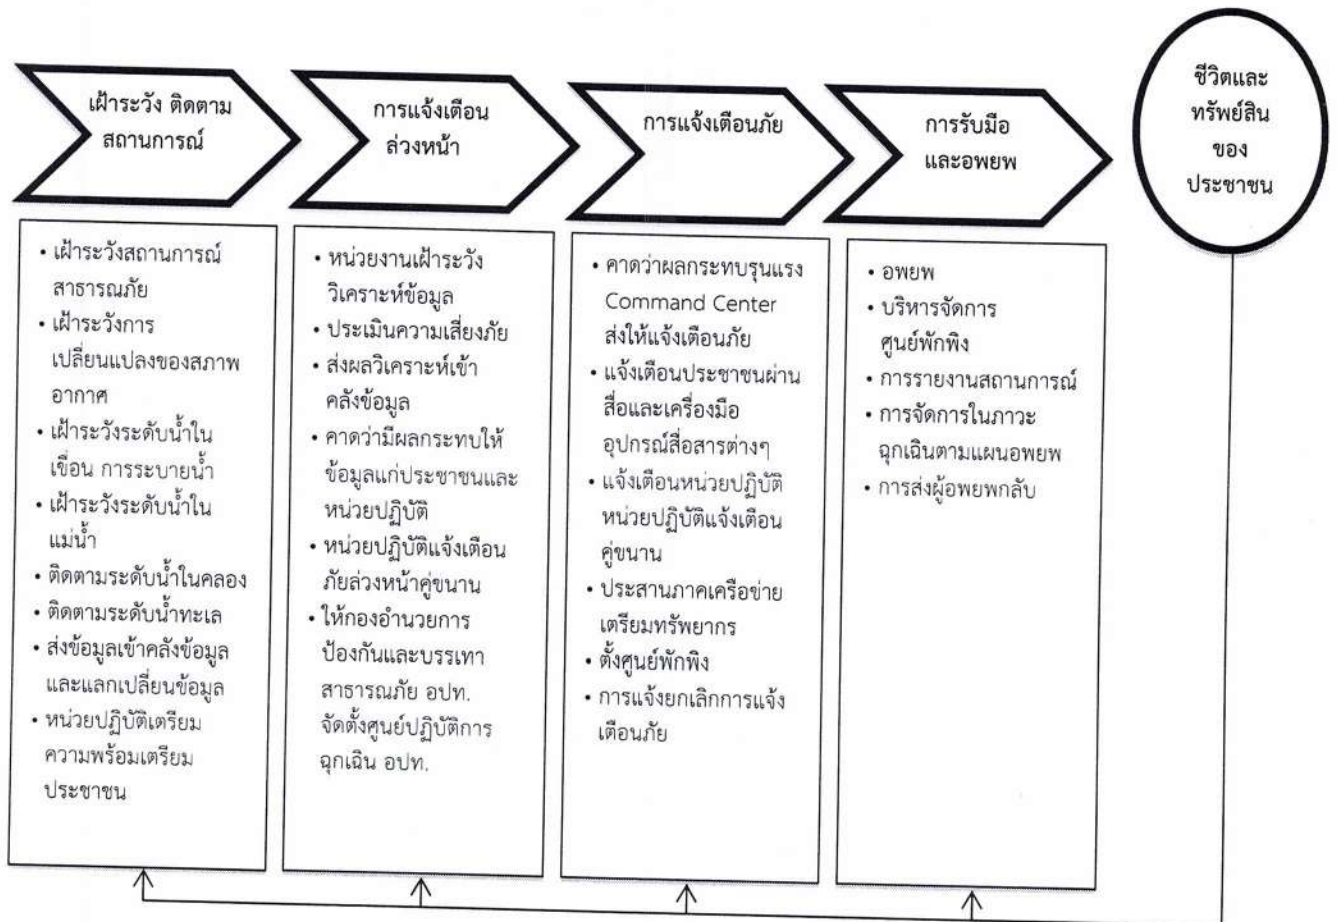 เฝ้าระวัง ติดตาม
สถานการณ์
การแจ้งเตือน
ล่วงหน้า
การแจ้งเตือนภัย
การรับมือ
และอพยพ
ชีวิตและ
ทรัพย์สิน
ของ
ประชาชน
• เฝ้าระวังสถานการณ์
สาธารณภัย
• เฝ้าระวังการ
เปลี่ยนแปลงของสภาพ
อากาศ
• เฝ้าระวังระดับน้ำใน
เขื่อน การระบายน้ำ
• เฝ้าระวังระดับน้ำใน
แม่น้ำ
• ติดตามระดับน้ำในคลอง
• ติดตามระดับน้ำทะเล
• ส่งข้อมูลเข้าคลังข้อมูล
และแลกเปลี่ยนข้อมูล
• หน่วยปฏิบัติเตรียม
ความพร้อมเตรียม
ประชาชน
• หน่วยงานเฝ้าระวัง
วิเคราะห์ข้อมูล
• ประเมินความเสี่ยงภัย
• ส่งผลวิเคราะห์เข้า
คลังข้อมูล
• คาดว่ามีผลกระทบให้
ข้อมูลแก่ประชาชนและ
หน่วยปฏิบัติ
• หน่วยปฏิบัติแจ้งเตือน
ภัยล่วงหน้าคู่ขนาน
• ให้กองอำนวยการ
ป้องกันและบรรเทา
สาธารณภัย อปท.
จัดตั้งศูนย์ปฏิบัติการ
ฉุกเฉิน อปท.
• คาดว่าผลกระทบรุนแรง
Command Center
ส่งให้แจ้งเตือนภัย
• แจ้งเตือนประชาชนผ่าน
สื่อและเครื่องมือ
อุปกรณ์สื่อสารต่างๆ
• แจ้งเตือนหน่วยปฏิบัติ
หน่วยปฏิบัติแจ้งเตือน
คู่ขนาน
• ประสานภาคเครือข่าย
เตรียมทรัพยากร
• ตั้งศูนย์พักพิง
• การแจ้งยกเลิกการแจ้ง
เตือนภัย
• อพยพ
• บริหารจัดการ
ศูนย์พักพิง
• การรายงานสถานการณ์
• การจัดการในภาวะ
ฉุกเฉินตามแผนอพยพ
• การส่งผู้อพยพกลับ